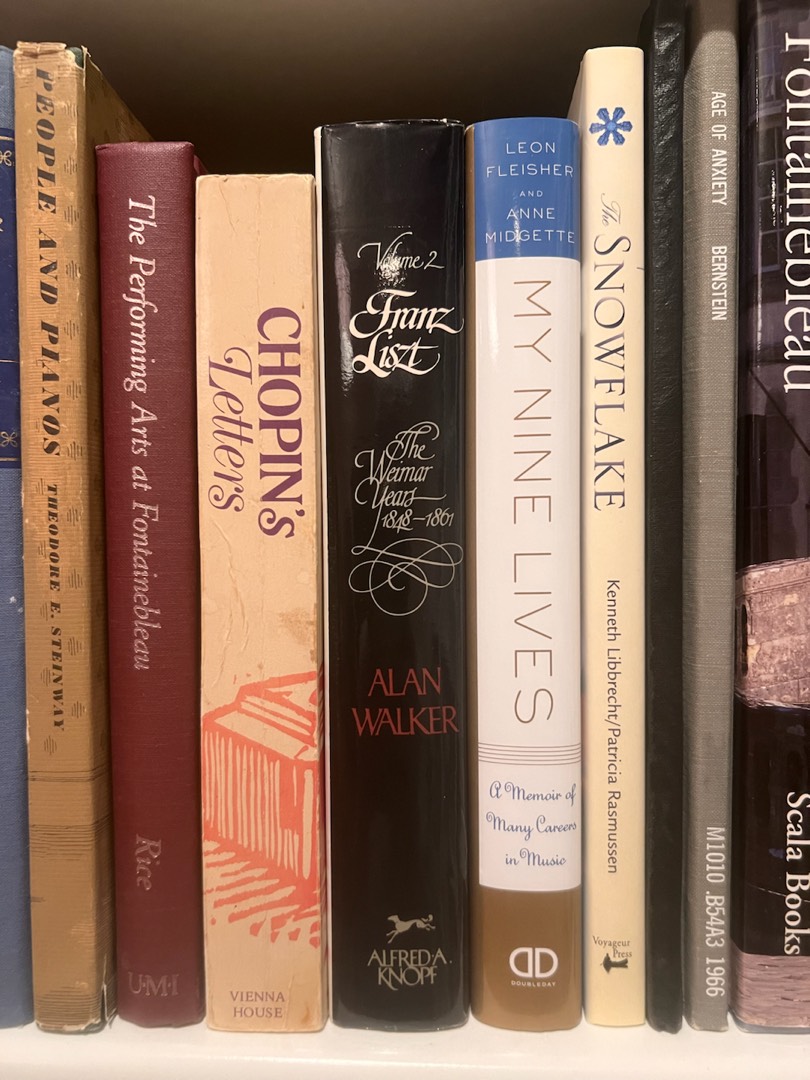 PEOPLE AND PIANOS THEODORE E. STEINWAY
The Performing Arts at Fontainebleau
Rice
U·M·I
CHOPIN's
Letters
VIENNA
HOUSE
Volume 2
Franz
Liszt
The
Weimar
Years
1848–1861
ALAN
WALKER
ALFRED·A·
KNOPF
LEON
FLEISHER
AND
ANNE
MIDGETTE
MY NINE LIVES
A Memoir of
Many Careers
in Music
DD
DOUBLEDAY
The SNOWFLAKE
Kenneth Libbrecht/Patricia Rasmussen
Voyageur
Press
AGE OF ANXIETY BERNSTEIN
M1010 .B54A3 1966
Fontainebleau
Scala Books